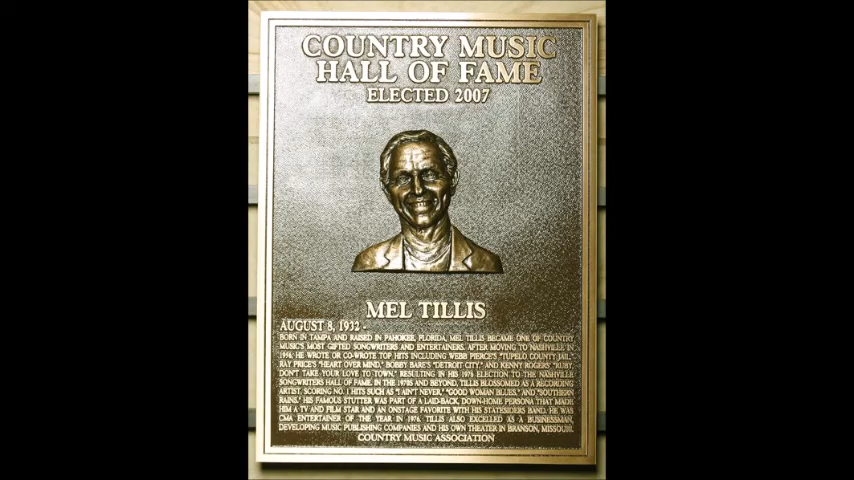 COUNTRY MUSIC
HALL OF FAME
ELECTED 2007
MEL TILLIS
AUGUST 8, 1932 -
BORN IN TAMPA AND RAISED IN PAHOKEE, FLORIDA, MEL TILLIS BECAME ONE OF COUNTRY
MUSIC'S MOST GIFTED SONGWRITERS AND ENTERTAINERS. AFTER MOVING TO NASHVILLE IN
1956, HE WROTE OR CO-WROTE TOP HITS INCLUDING WEBB PIERCE'S "TUPELO COUNTY JAIL,"
RAY PRICE'S "HEART OVER MIND," BOBBY BARE'S "DETROIT CITY," AND KENNY ROGERS' "RUBY,
DON'T TAKE YOUR LOVE TO TOWN," RESULTING IN HIS 1976 ELECTION TO THE NASHVILLE
SONGWRITERS HALL OF FAME. IN THE 1970S AND BEYOND, TILLIS BLOSSOMED AS A RECORDING
ARTIST, SCORING NO. 1 HITS SUCH AS "I AIN'T NEVER," "GOOD WOMAN BLUES," AND "SOUTHERN
RAINS." HIS FAMOUS STUTTER WAS PART OF A LAID-BACK, DOWN-HOME PERSONA THAT MADE
HIM A TV AND FILM STAR AND AN ONSTAGE FAVORITE WITH HIS STATESIDERS BAND. HE WAS
CMA ENTERTAINER OF THE YEAR IN 1976. TILLIS ALSO EXCELLED AS A BUSINESSMAN,
DEVELOPING MUSIC PUBLISHING COMPANIES AND HIS OWN THEATER IN BRANSON, MISSOURI.
COUNTRY MUSIC ASSOCIATION